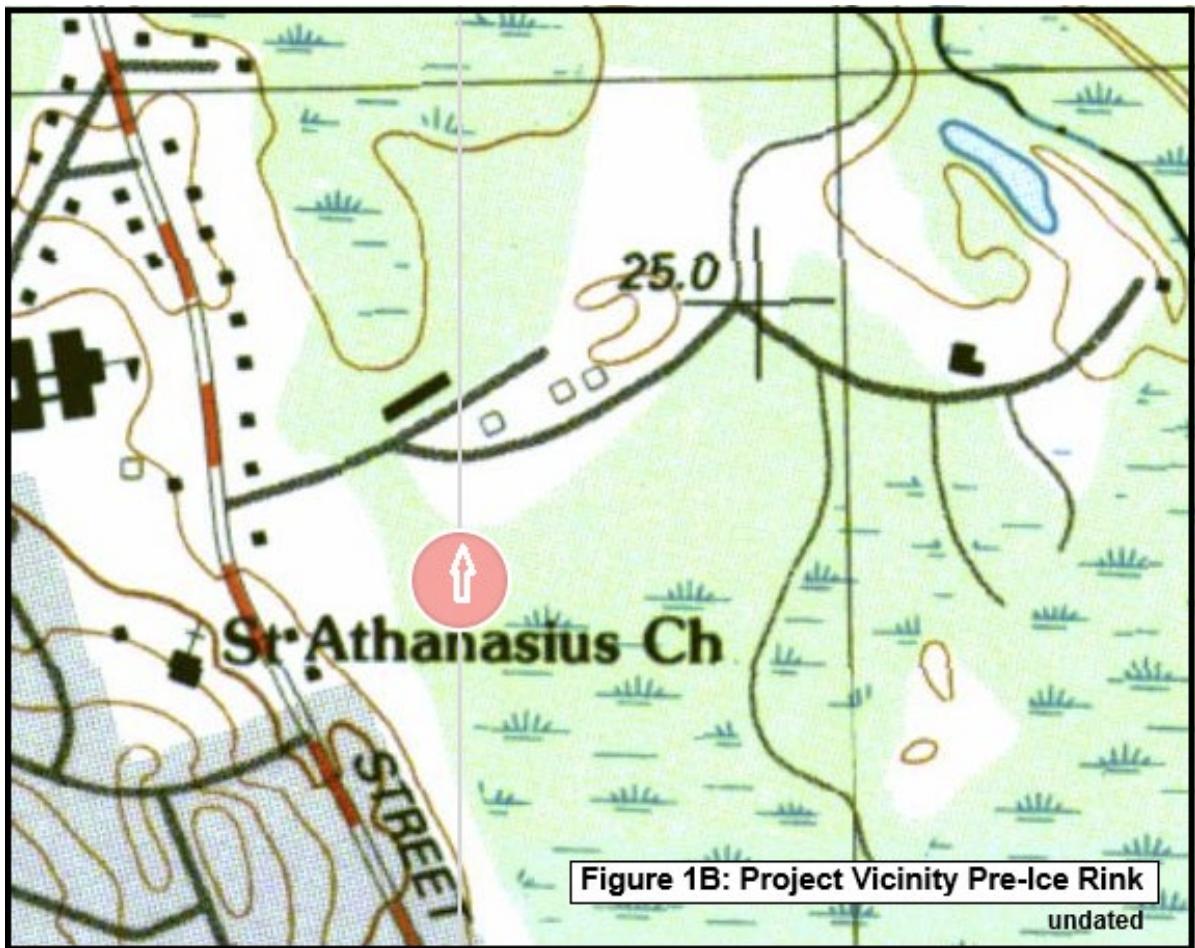 25.0
St Athanasius Ch
STREET
Figure 1B: Project Vicinity Pre-Ice Rink
undated